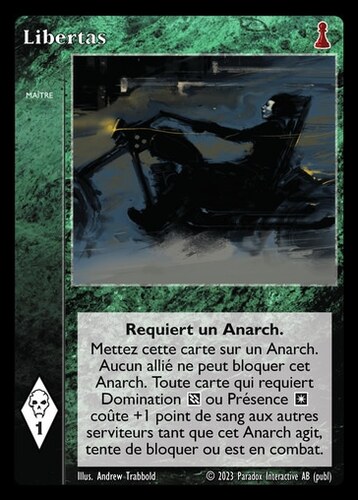 Libertas
MAÎTRE
Requiert un Anarch.
Mettez cette carte sur un Anarch.
Aucun allié ne peut bloquer cet
Anarch. Toute carte qui requiert
Domination ou Présence
coûte +1 point de sang aux autres
serviteurs tant que cet Anarch agit,
tente de bloquer ou est en combat.
1
Illus. Andrew Trabbold © 2023 Paradox Interactive AB (publ)